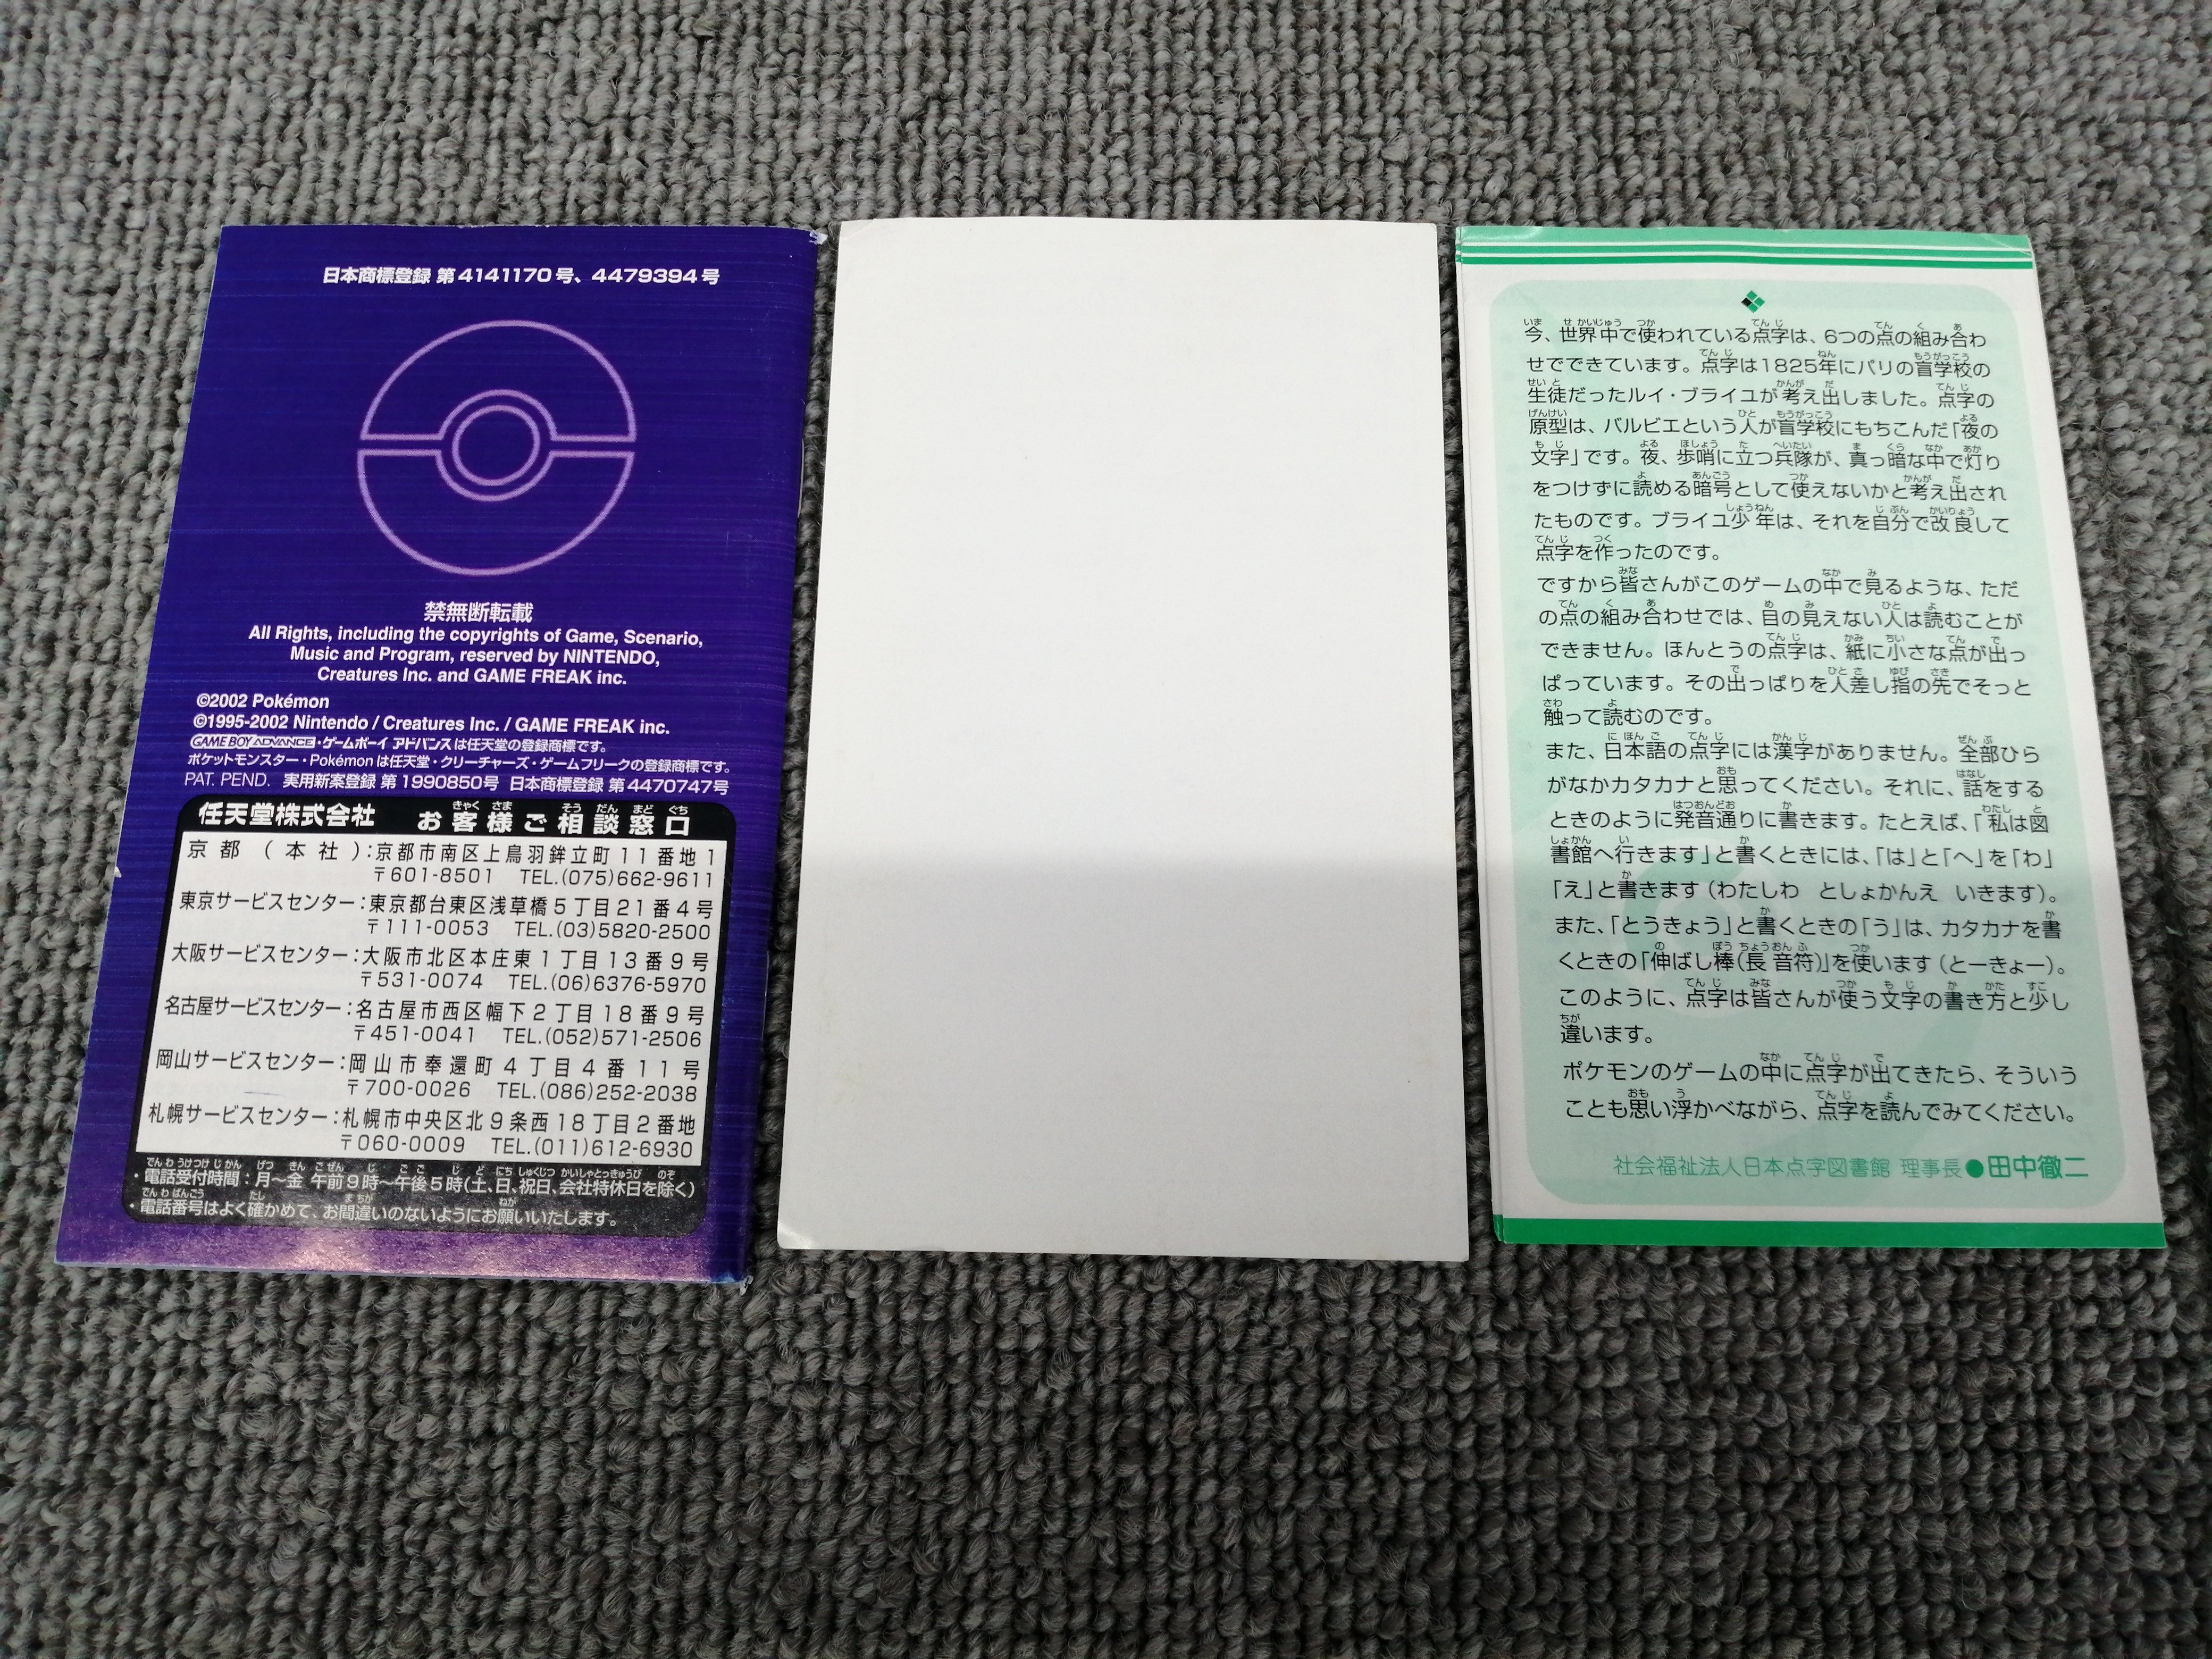 日本商標登録 第4141170号、4479394号
禁無断転載
All Rights, including the copyrights of Game, Scenario,
Music and Program, reserved by NINTENDO,
Creatures Inc. and GAME FREAK inc.
©2002 Pokémon
©1995-2002 Nintendo / Creatures Inc. / GAME FREAK inc.
GAME BOY ADVANCE・ゲームボーイ アドバンスは任天堂の登録商標です。
ポケットモンスター・Pokémonは任天堂・クリーチャーズ・ゲームフリークの登録商標です。
PAT. PEND. 実用新案登録 第1990850号 日本商標登録 第4470747号
任天堂株式会社 お客様ご相談窓口
京都(本社):京都市南区上鳥羽鉾立町11番地1
〒601-8501 TEL.(075)662-9611
東京サービスセンター:東京都台東区浅草橋5丁目21番4号
〒111-0053 TEL.(03)5820-2500
大阪サービスセンター:大阪市北区本庄東1丁目13番9号
〒531-0074 TEL.(06)6376-5970
名古屋サービスセンター:名古屋市西区幅下2丁目18番9号
〒451-0041 TEL.(052)571-2506
岡山サービスセンター:岡山市奉還町4丁目4番11号
〒700-0026 TEL.(086)252-2038
札幌サービスセンター:札幌市中央区北9条西18丁目2番地
〒060-0009 TEL.(011)612-6930
・電話受付時間:月〜金 午前9時〜午後5時(土、日、祝日、会社特休日を除く)
・電話番号はよく確かめて、お間違いのないようにお願いいたします。
今、世界中で使われている点字は、6つの点の組み合わ
せでできています。点字は1825年にパリの盲学校の
生徒だったルイ・ブライユが考え出しました。点字の
原型は、バルビエという人が盲学校にもちこんだ「夜の
文字」です。夜、歩哨に立つ兵隊が、真っ暗な中で灯り
をつけずに読める暗号として使えないかと考え出され
たものです。ブライユ少年は、それを自分で改良して
点字を作ったのです。
ですから皆さんがこのゲームの中で見るような、ただ
の点の組み合わせでは、目の見えない人は読むことが
できません。ほんとうの点字は、紙に小さな点が出っ
ぱっています。その出っぱりを人差し指の先でそっと
触って読むのです。
また、日本語の点字には漢字がありません。全部ひら
がなかカタカナと思ってください。それに、話をする
ときのように発音通りに書きます。たとえば、「私は図
書館へ行きます」と書くときには、「は」と「へ」を「わ」
「え」と書きます(わたしわ としょかんえ いきます)。
また、「とうきょう」と書くときの「う」は、カタカナを書
くときの「伸ばし棒(長音符)」を使います(とーきょー)。
このように、点字は皆さんが使う文字の書き方と少し
違います。
ポケモンのゲームの中に点字が出てきたら、そういう
ことも思い浮かべながら、点字を読んでみてください。
社会福祉法人日本点字図書館 理事長●田中徹二